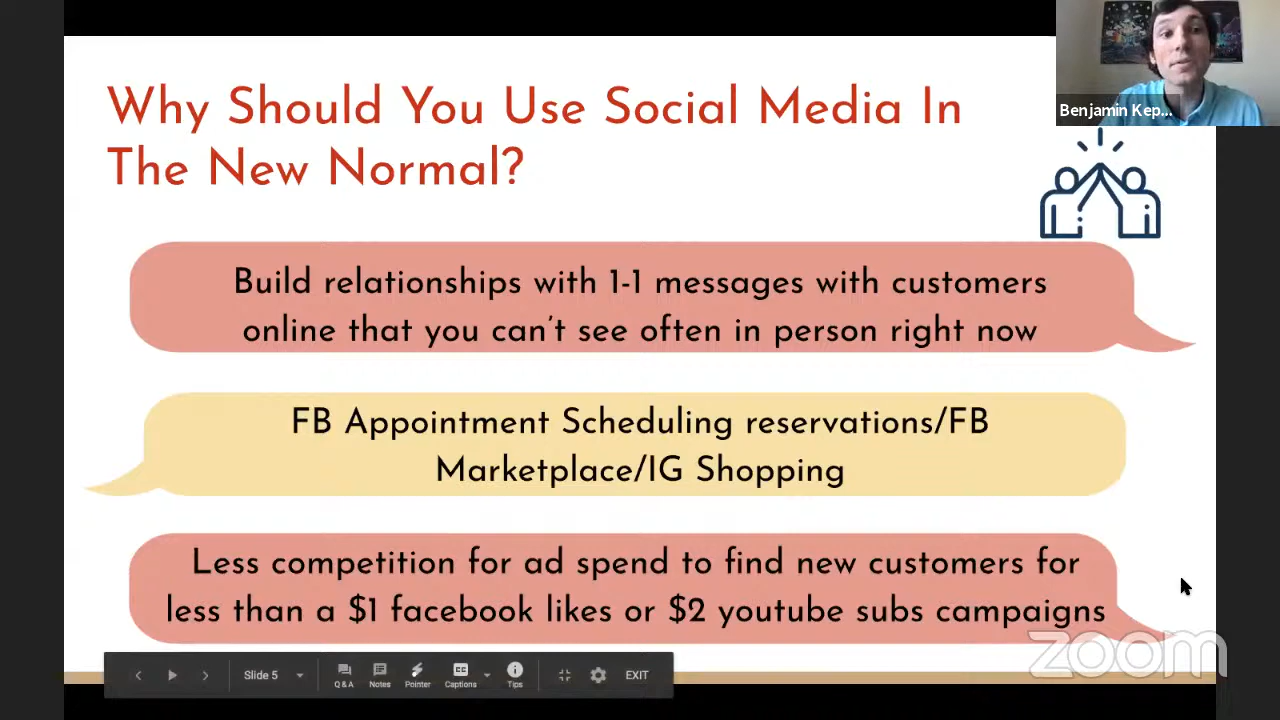 Why Should You Use Social Media In
The New Normal?
Benjamin Kep...
Build relationships with 1-1 messages with customers
online that you can't see often in person right now
FB Appointment Scheduling reservations/FB
Marketplace/IG Shopping
Less competition for ad spend to find new customers for
less than a $1 facebook likes or $2 youtube subs campaigns
zoom
Slide 5
Q & A
Notes
Pointer
CC
Captions
Tips
EXIT